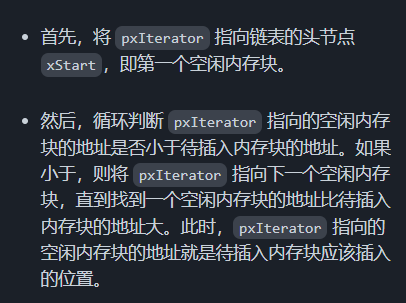 首先，将 pxIterator 指向链表的头节点
xStart，即第一个空闲内存块。
然后，循环判断 pxIterator 指向的空闲内存
块的地址是否小于待插入内存块的地址。如果
小于，则将 pxIterator 指向下一个空闲内存
块，直到找到一个空闲内存块的地址比待插入
内存块的地址大。此时，pxIterator 指向的
空闲内存块的地址就是待插入内存块应该插入
的位置。